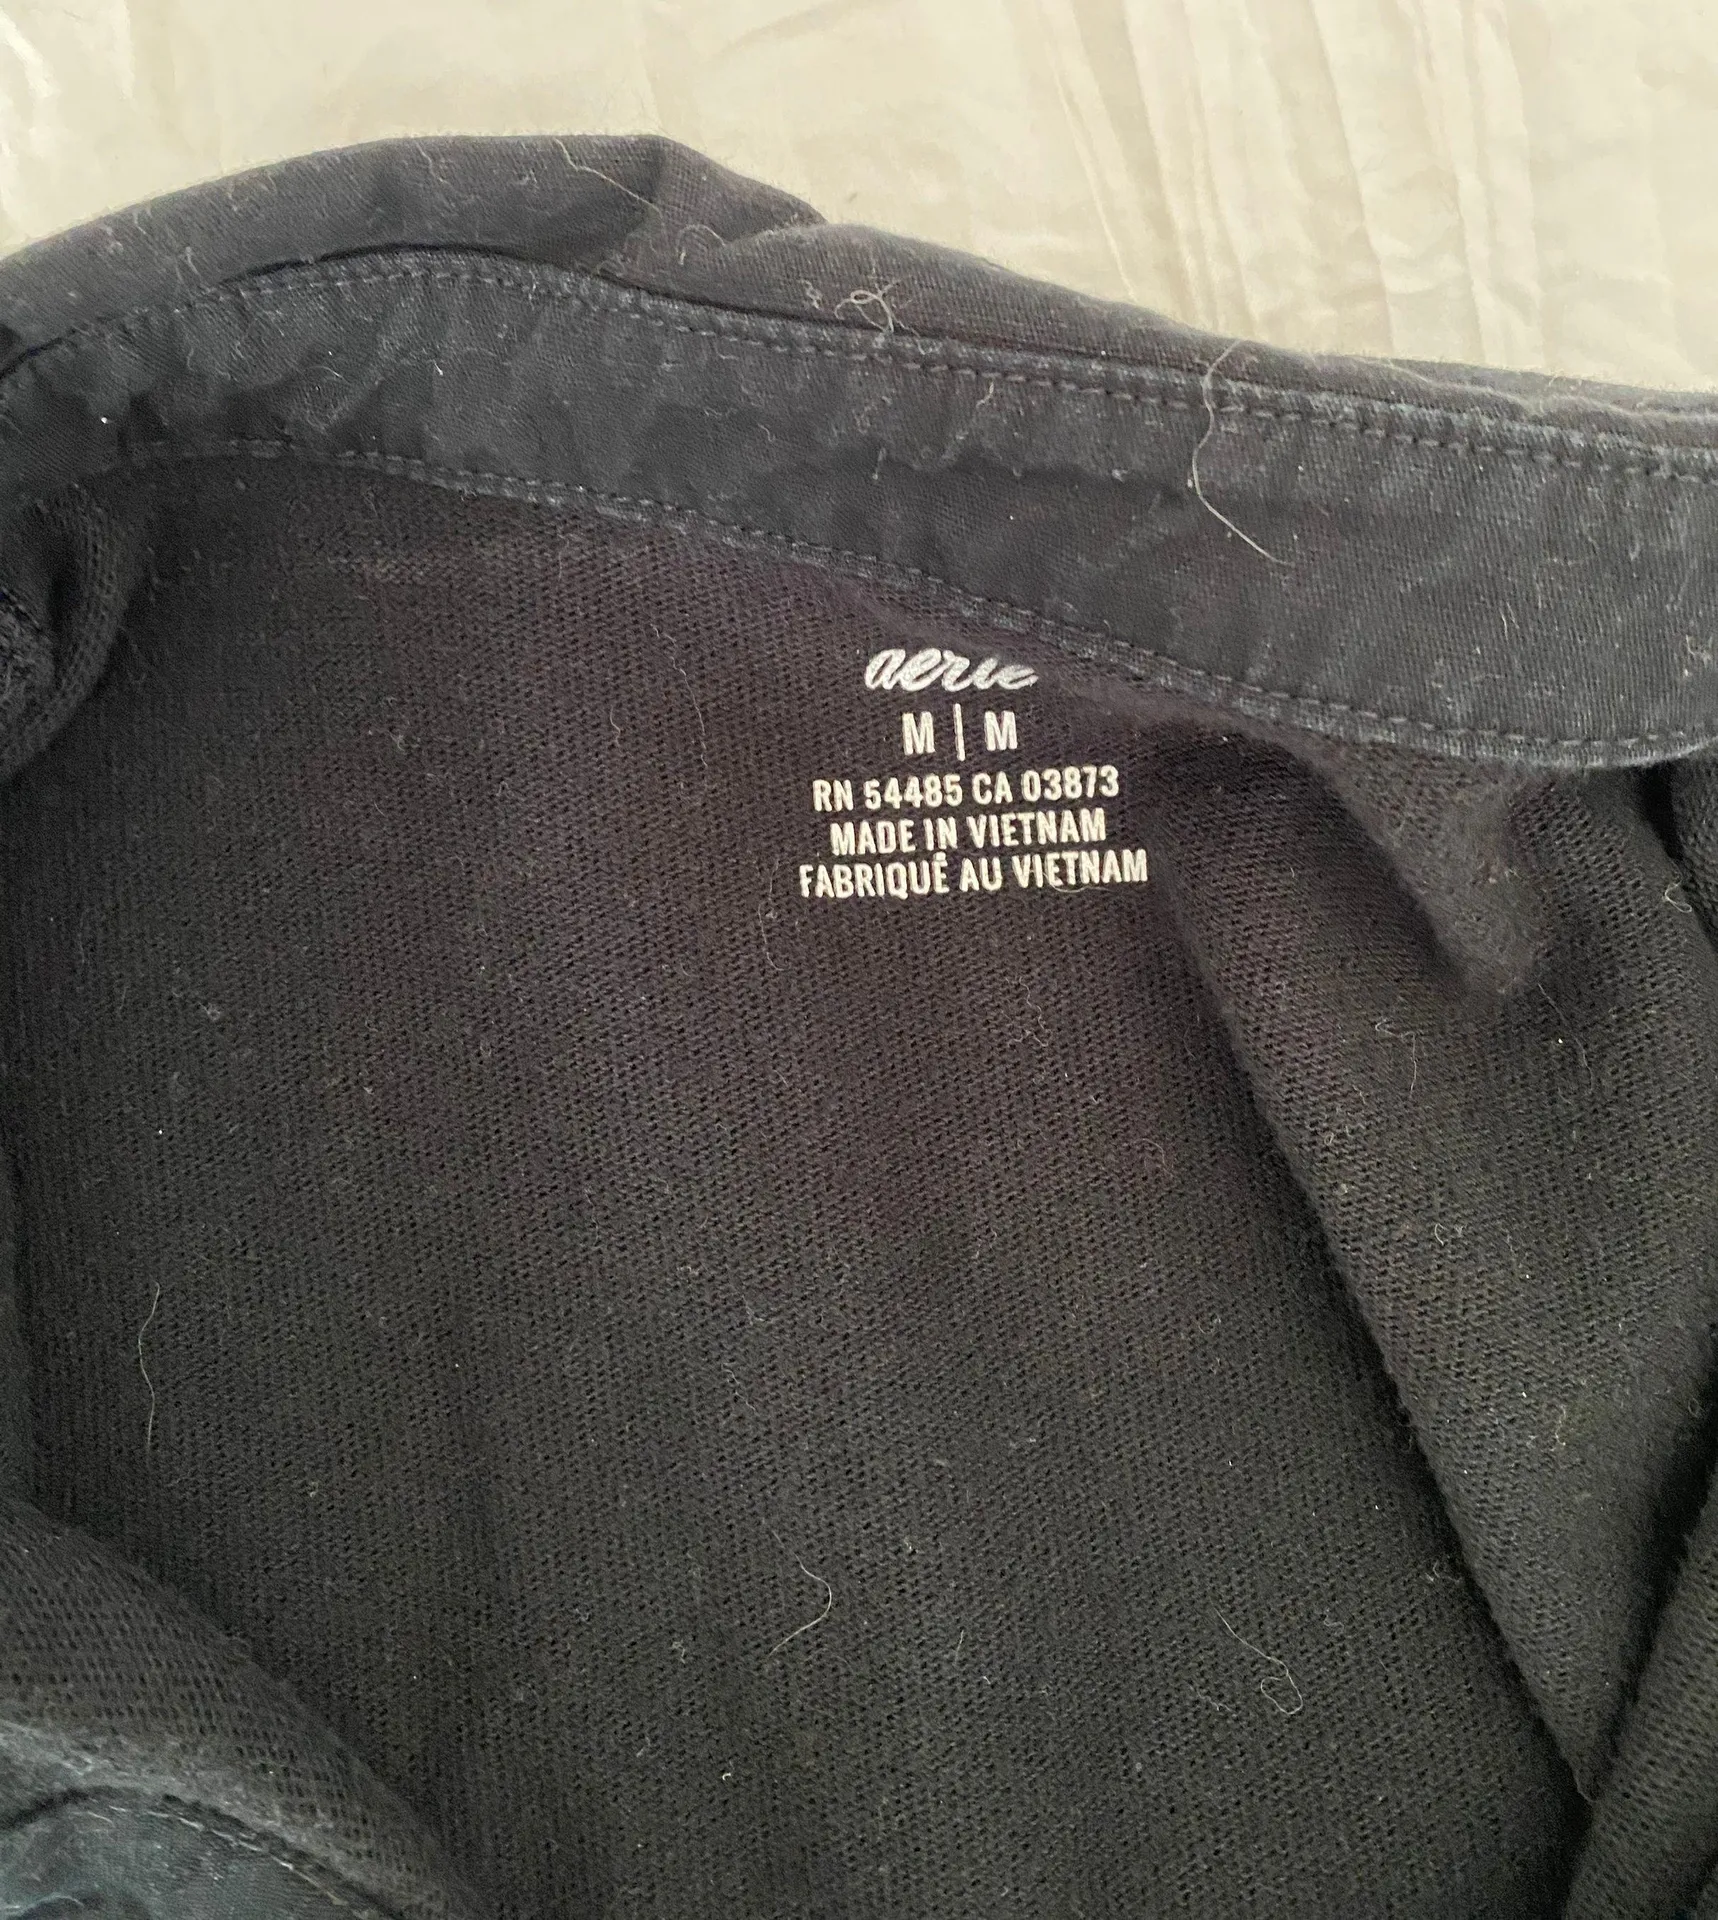 aerie
M | M
RN 54485 CA 03873
MADE IN VIETNAM
FABRIQUÉ AU VIETNAM